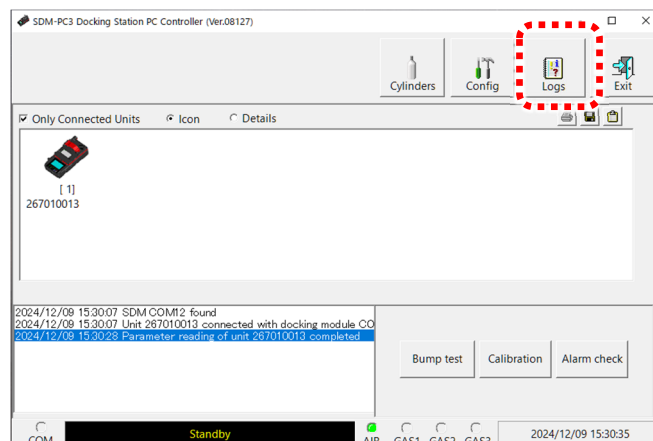 SDM-PC3 Docking Station PC Controller (Ver.08127)
Cylinders Config Logs Exit
Only Connected Units Icon Details
[ 1]
267010013
2024/12/09 15:30:07 SDM COM12 found
2024/12/09 15:30:07 Unit 267010013 connected with docking module CO
2024/12/09 15:30:28 Parameter reading of unit 267010013 completed
Bump test Calibration Alarm check
COM Standby AIR GAS1 GAS2 GAS3 2024/12/09 15:30:35